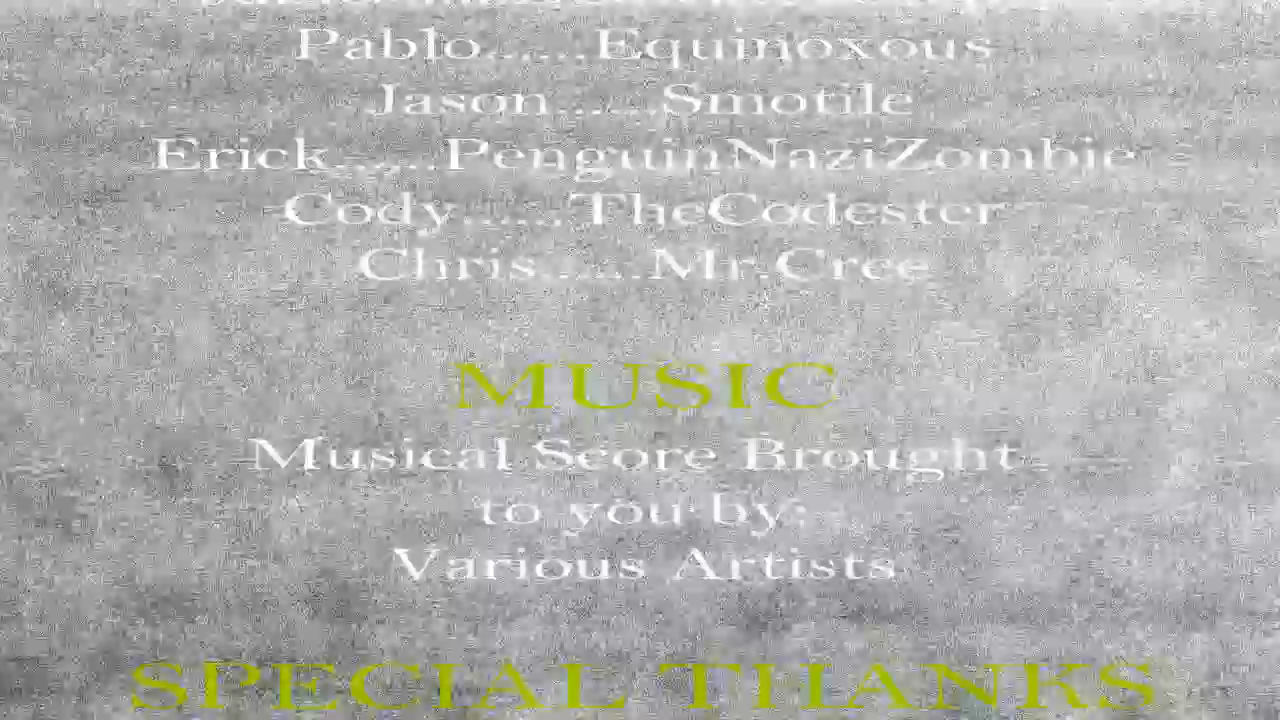 Pablo......Equinoxous
Jason......Smotile
Erick......PenguinNaziZombie
Cody......TheCodester
Chris......Mr.Cree
MUSIC
Musical Score Brought
to you by:
Various Artists
SPECIAL THANKS